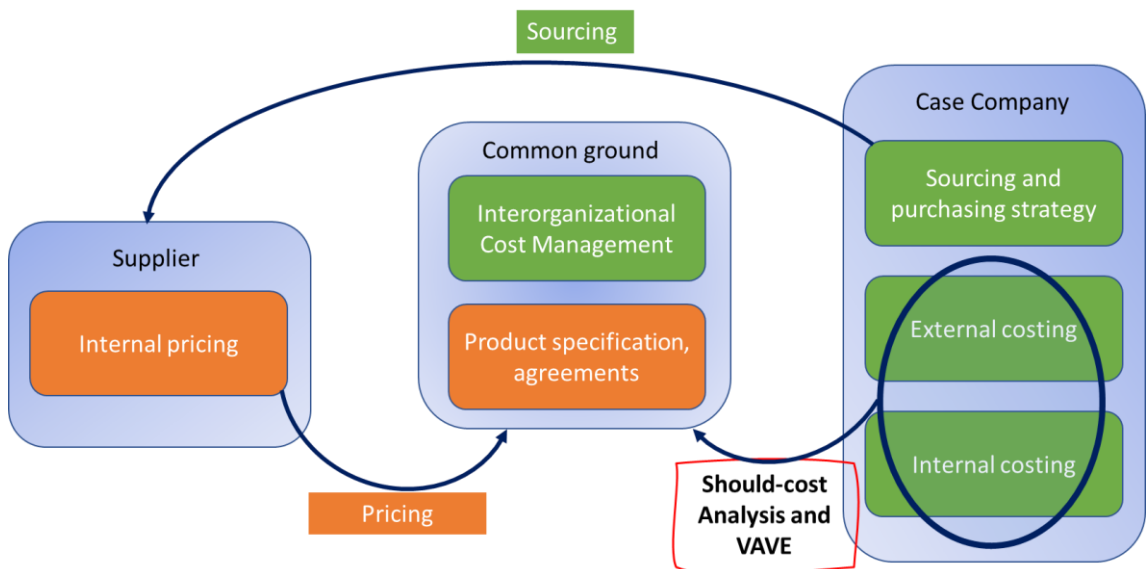 Sourcing
Case Company
Common ground
Sourcing and
purchasing strategy
Interorganizational
Cost Management
Supplier
External costing
Internal pricing
Product specification,
agreements
Internal costing
Should-cost
Analysis and
VAVE
Pricing